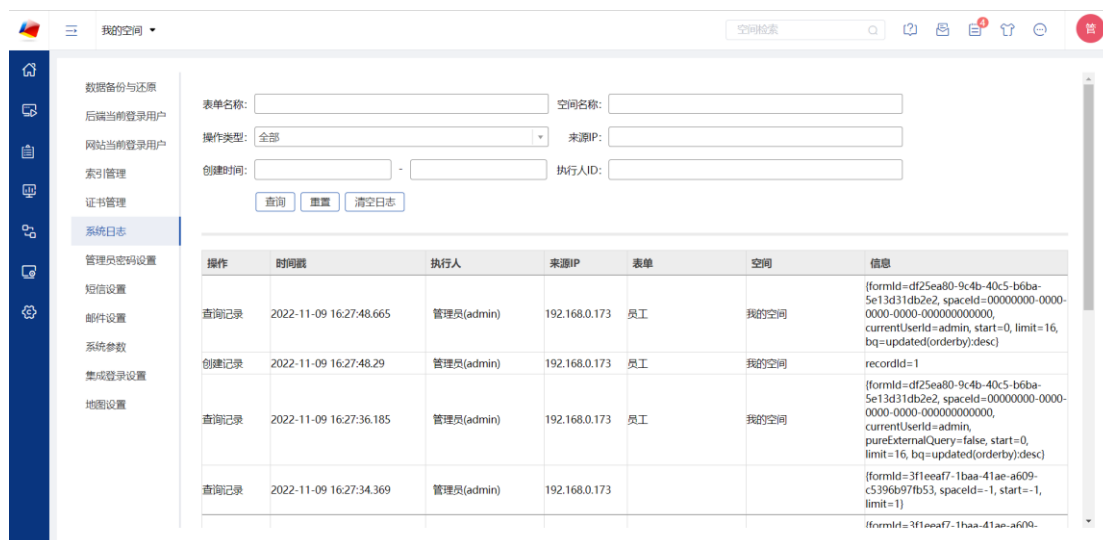 我的空间
空间检索
4
管
数据备份与还原
后端当前登录用户
网站当前登录用户
索引管理
证书管理
系统日志
管理员密码设置
短信设置
邮件设置
系统参数
集成登录设置
地图设置
表单名称: 空间名称:
操作类型: 全部 来源IP:
创建时间: - 执行人ID:
查询 重置 清空日志
操作 时间戳 执行人 来源IP 表单 空间 信息
{formId=df25ea80-9c4b-40c5-b6ba-
5e13d31db2e2, spaceId=00000000-0000-
查询记录 2022-11-09 16:27:48.665 管理员(admin) 192.168.0.173 员工 我的空间 0000-0000-000000000000,
currentUserId=admin, start=0, limit=16,
bq=updated(orderby):desc}
创建记录 2022-11-09 16:27:48.29 管理员(admin) 192.168.0.173 员工 我的空间 recordId=1
{formId=df25ea80-9c4b-40c5-b6ba-
5e13d31db2e2, spaceId=00000000-0000-
0000-0000-000000000000,
查询记录 2022-11-09 16:27:36.185 管理员(admin) 192.168.0.173 员工 我的空间 currentUserId=admin,
pureExternalQuery=false, start=0,
limit=16, bq=updated(orderby):desc}
{formId=3f1eeaf7-1baa-41ae-a609-
查询记录 2022-11-09 16:27:34.369 管理员(admin) 192.168.0.173 c5396b97fb53, spaceId=-1, start=-1,
limit=1}
{formId=3f1eeaf7-1baa-41ae-a609-